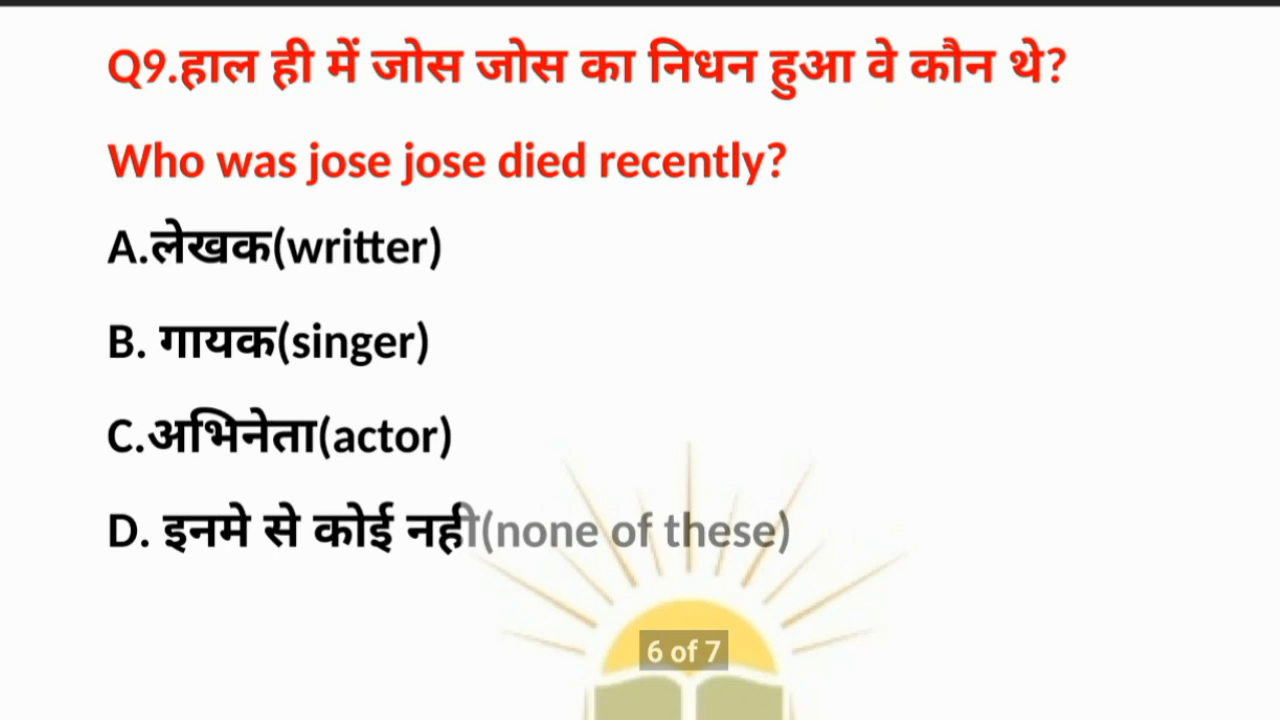 Q9.हाल ही में जोस जोस का निधन हुआ वे कौन थे?
Who was jose jose died recently?
A.लेखक(writter)
B. गायक(singer)
C.अभिनेता(actor)
D. इनमे से कोई नही(none of these)
6 of 7